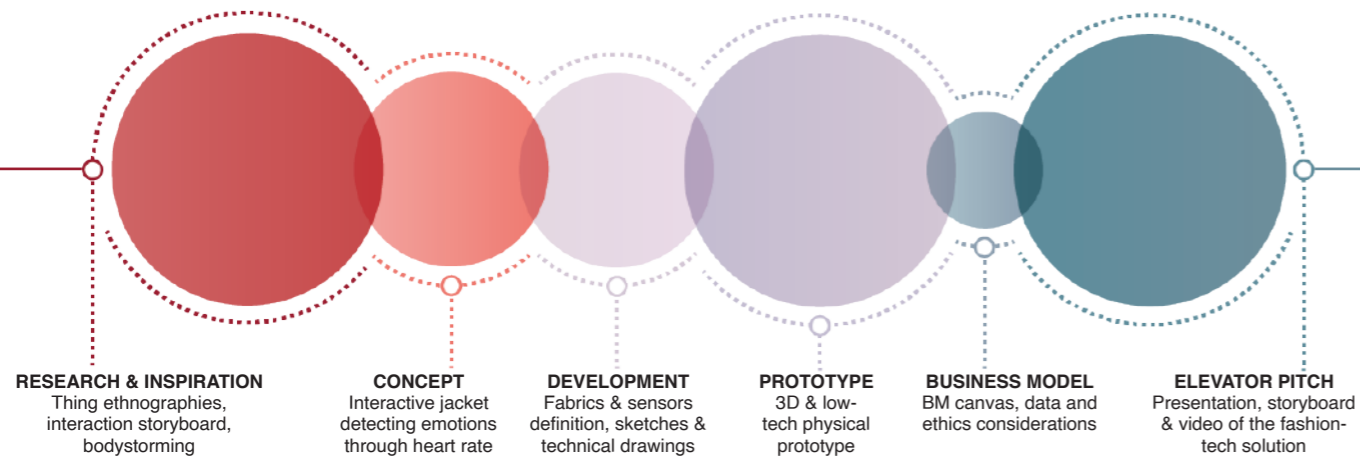 RESEARCH & INSPIRATION
Thing ethnographies,
interaction storyboard,
bodystorming
CONCEPT
Interactive jacket
detecting emotions
through heart rate
DEVELOPMENT
Fabrics & sensors
definition, sketches &
technical drawings
PROTOTYPE
3D & low-
tech physical
prototype
BUSINESS MODEL
BM canvas, data and
ethics considerations
ELEVATOR PITCH
Presentation, storyboard
& video of the fashion-
tech solution